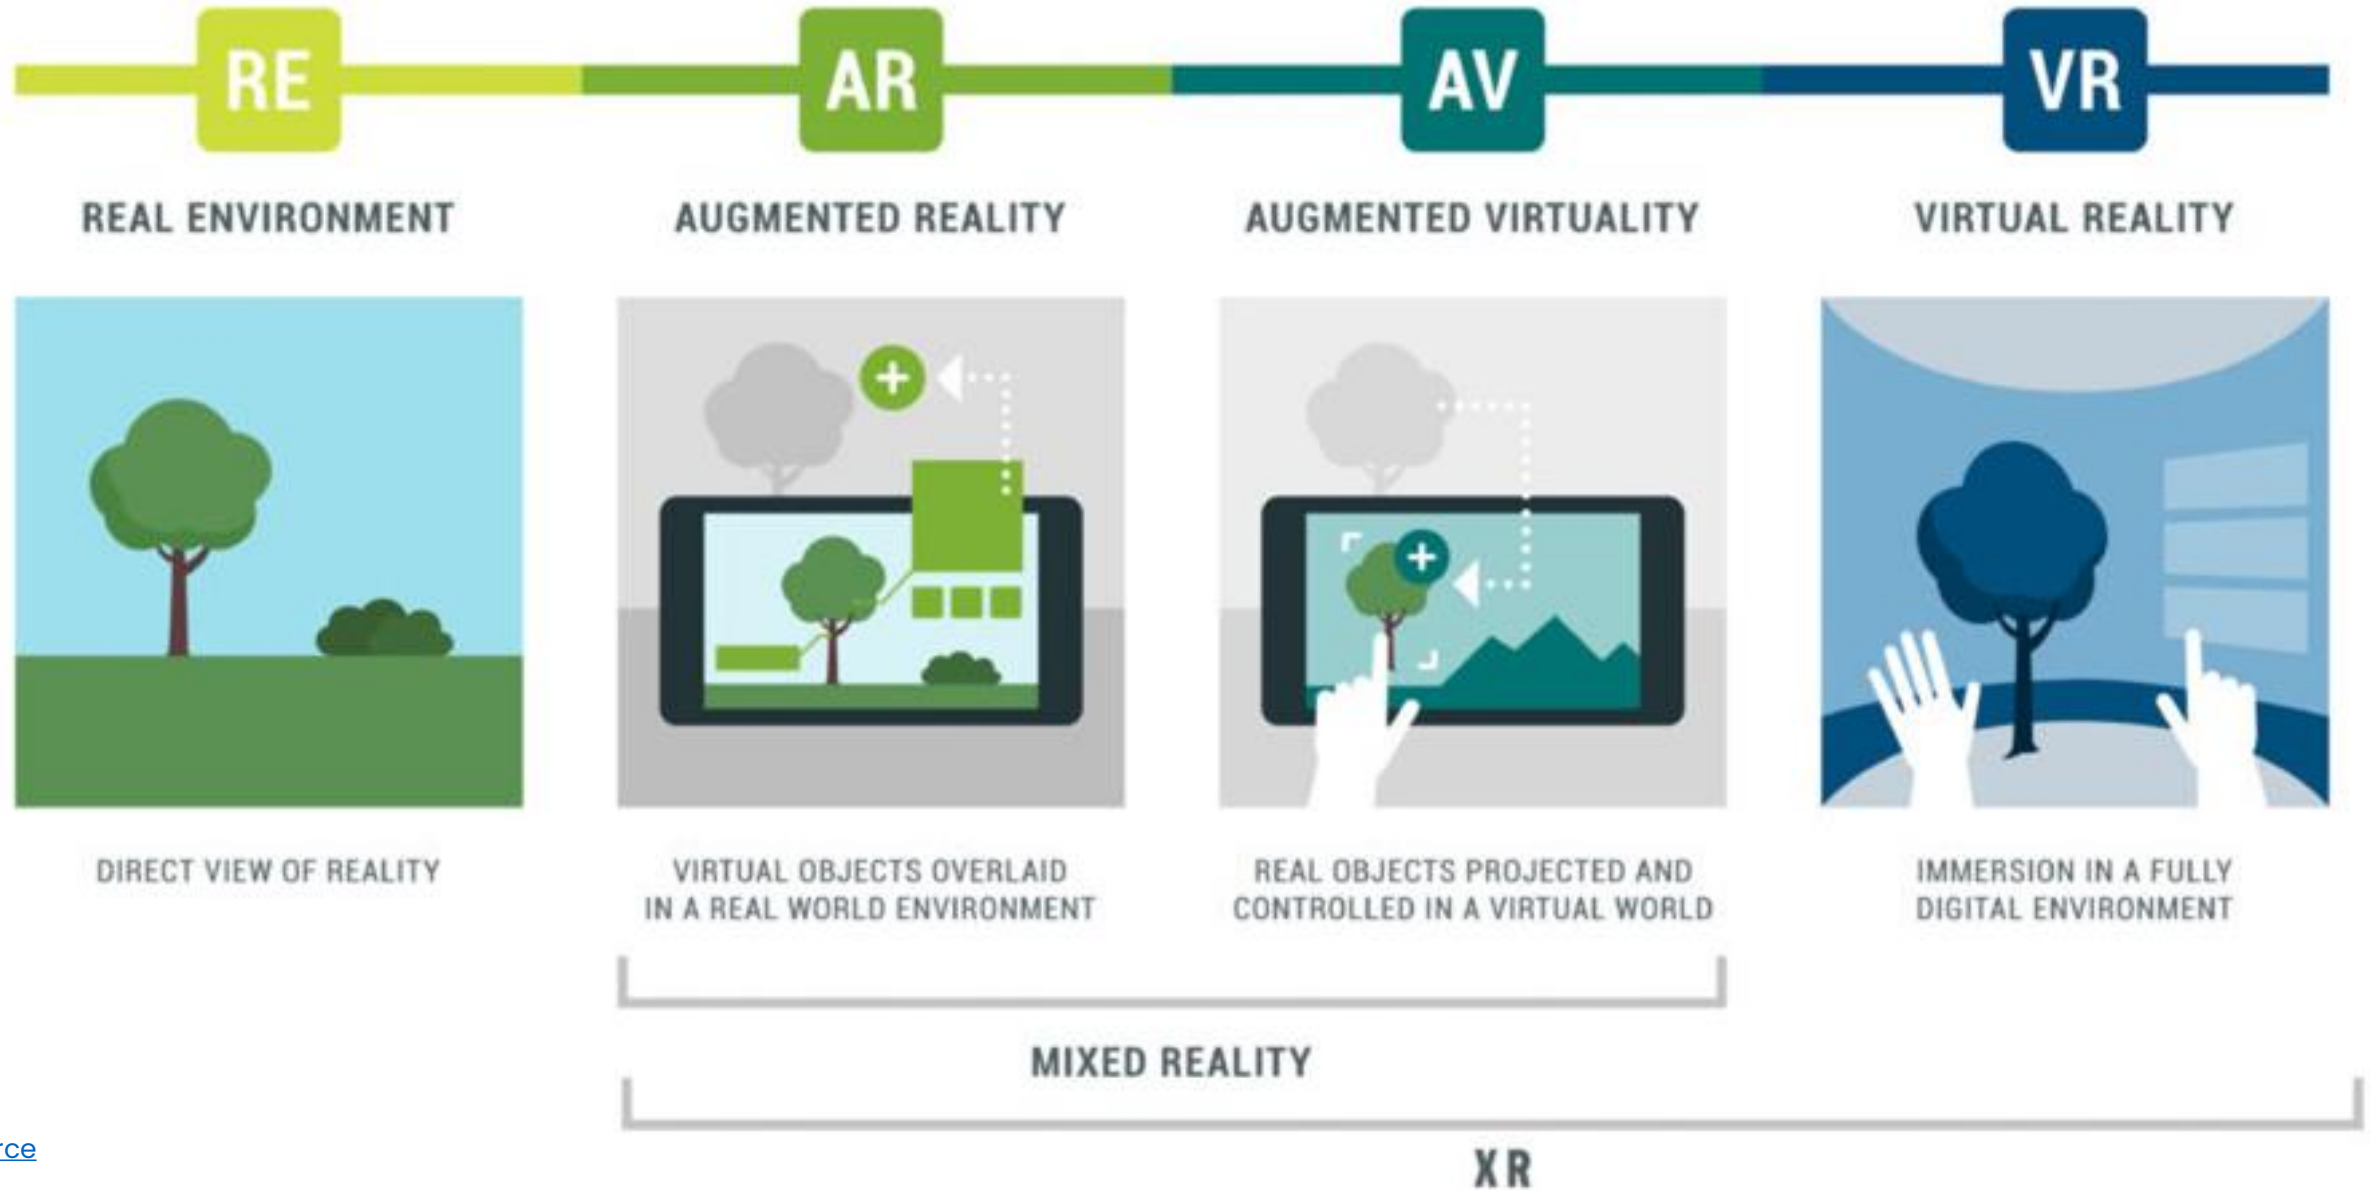 RE
AR
AV
VR
REAL ENVIRONMENT
AUGMENTED REALITY
AUGMENTED VIRTUALITY
VIRTUAL REALITY
DIRECT VIEW OF REALITY
VIRTUAL OBJECTS OVERLAID
IN A REAL WORLD ENVIRONMENT
REAL OBJECTS PROJECTED AND
CONTROLLED IN A VIRTUAL WORLD
IMMERSION IN A FULLY
DIGITAL ENVIRONMENT
MIXED REALITY
rce
XR